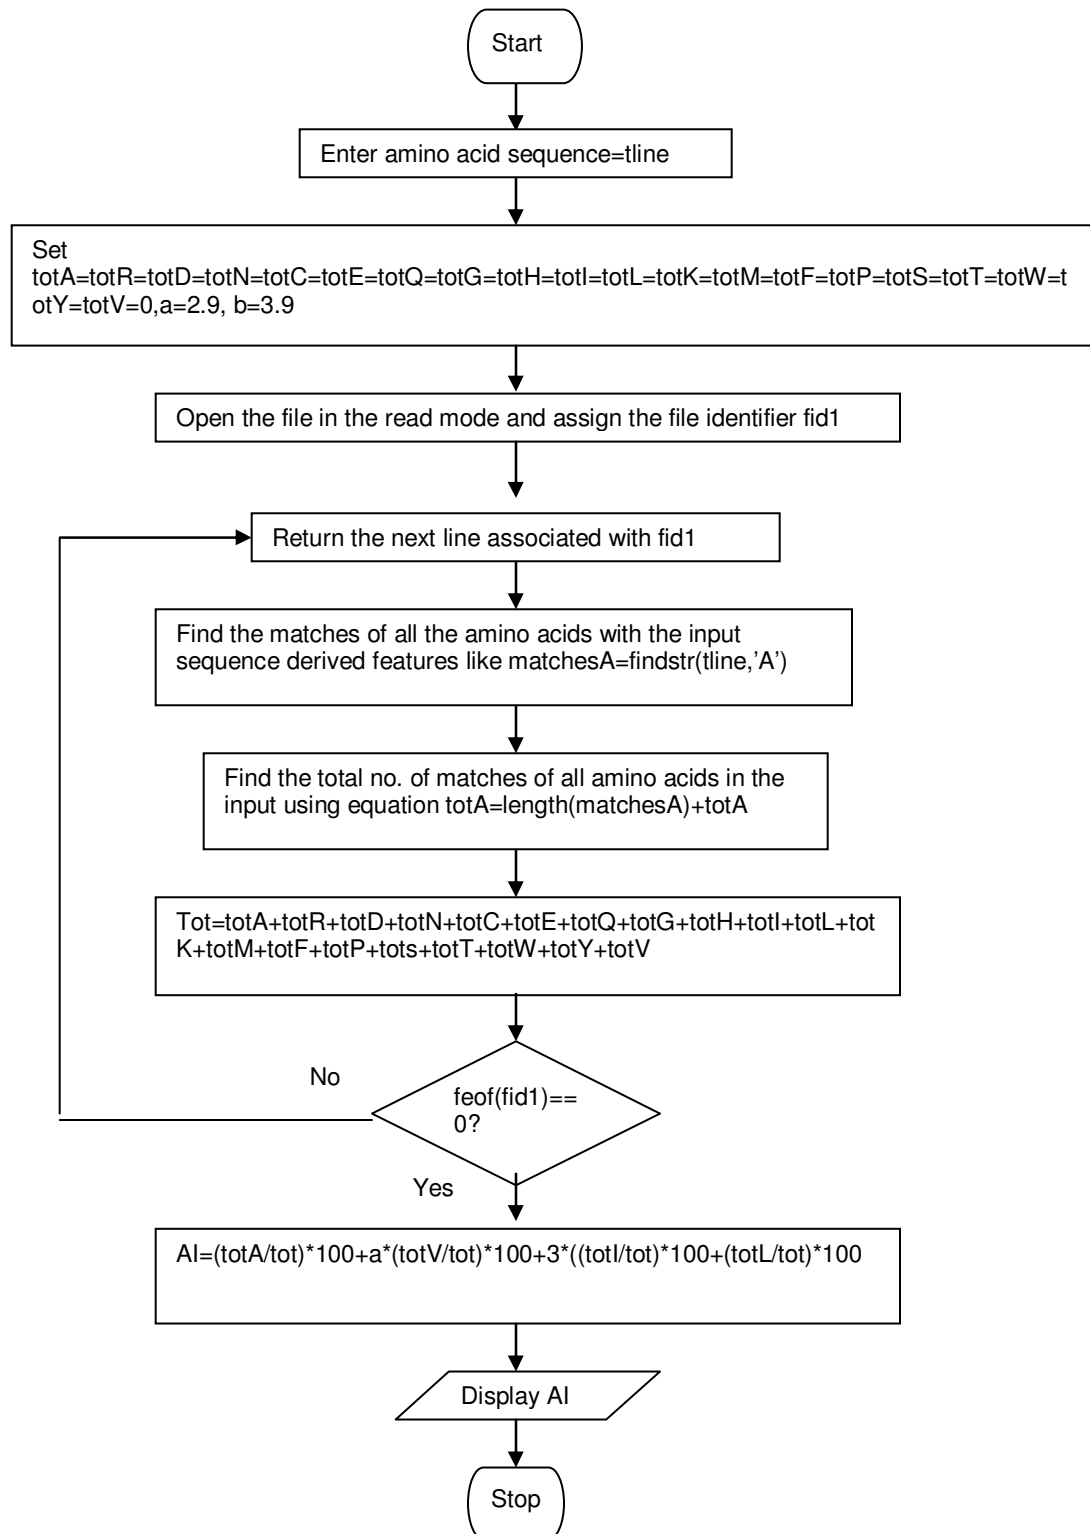 Start
Enter amino acid sequence=tline
Set
totA=totR=totD=totN=totC=totE=totQ=totG=totH=totI=totL=totK=totM=totF=totP=totS=totT=totW=t
otY=totV=0,a=2.9, b=3.9
Open the file in the read mode and assign the file identifier fid1
Return the next line associated with fid1
Find the matches of all the amino acids with the input
sequence derived features like matchesA=findstr(tline,’A’)
Find the total no. of matches of all amino acids in the
input using equation totA=length(matchesA)+totA
Tot=totA+totR+totD+totN+totC+totE+totQ+totG+totH+totI+totL+tot
K+totM+totF+totP+tots+totT+totW+totY+totV
No
feof(fid1)==
0?
Yes
AI=(totA/tot)*100+a*(totV/tot)*100+3*((totI/tot)*100+(totL/tot)*100
Display AI
Stop